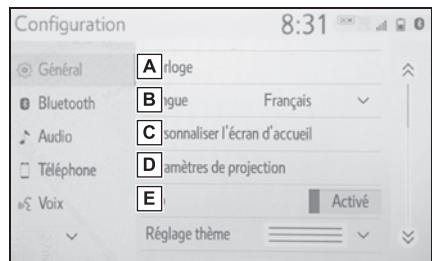 Configuration 8:31
Général A rloge
Bluetooth B ngue Français
Audio C sonnaliser l'écran d'accueil
Téléphone D amètres de projection
Voix E Activé
Réglage thème